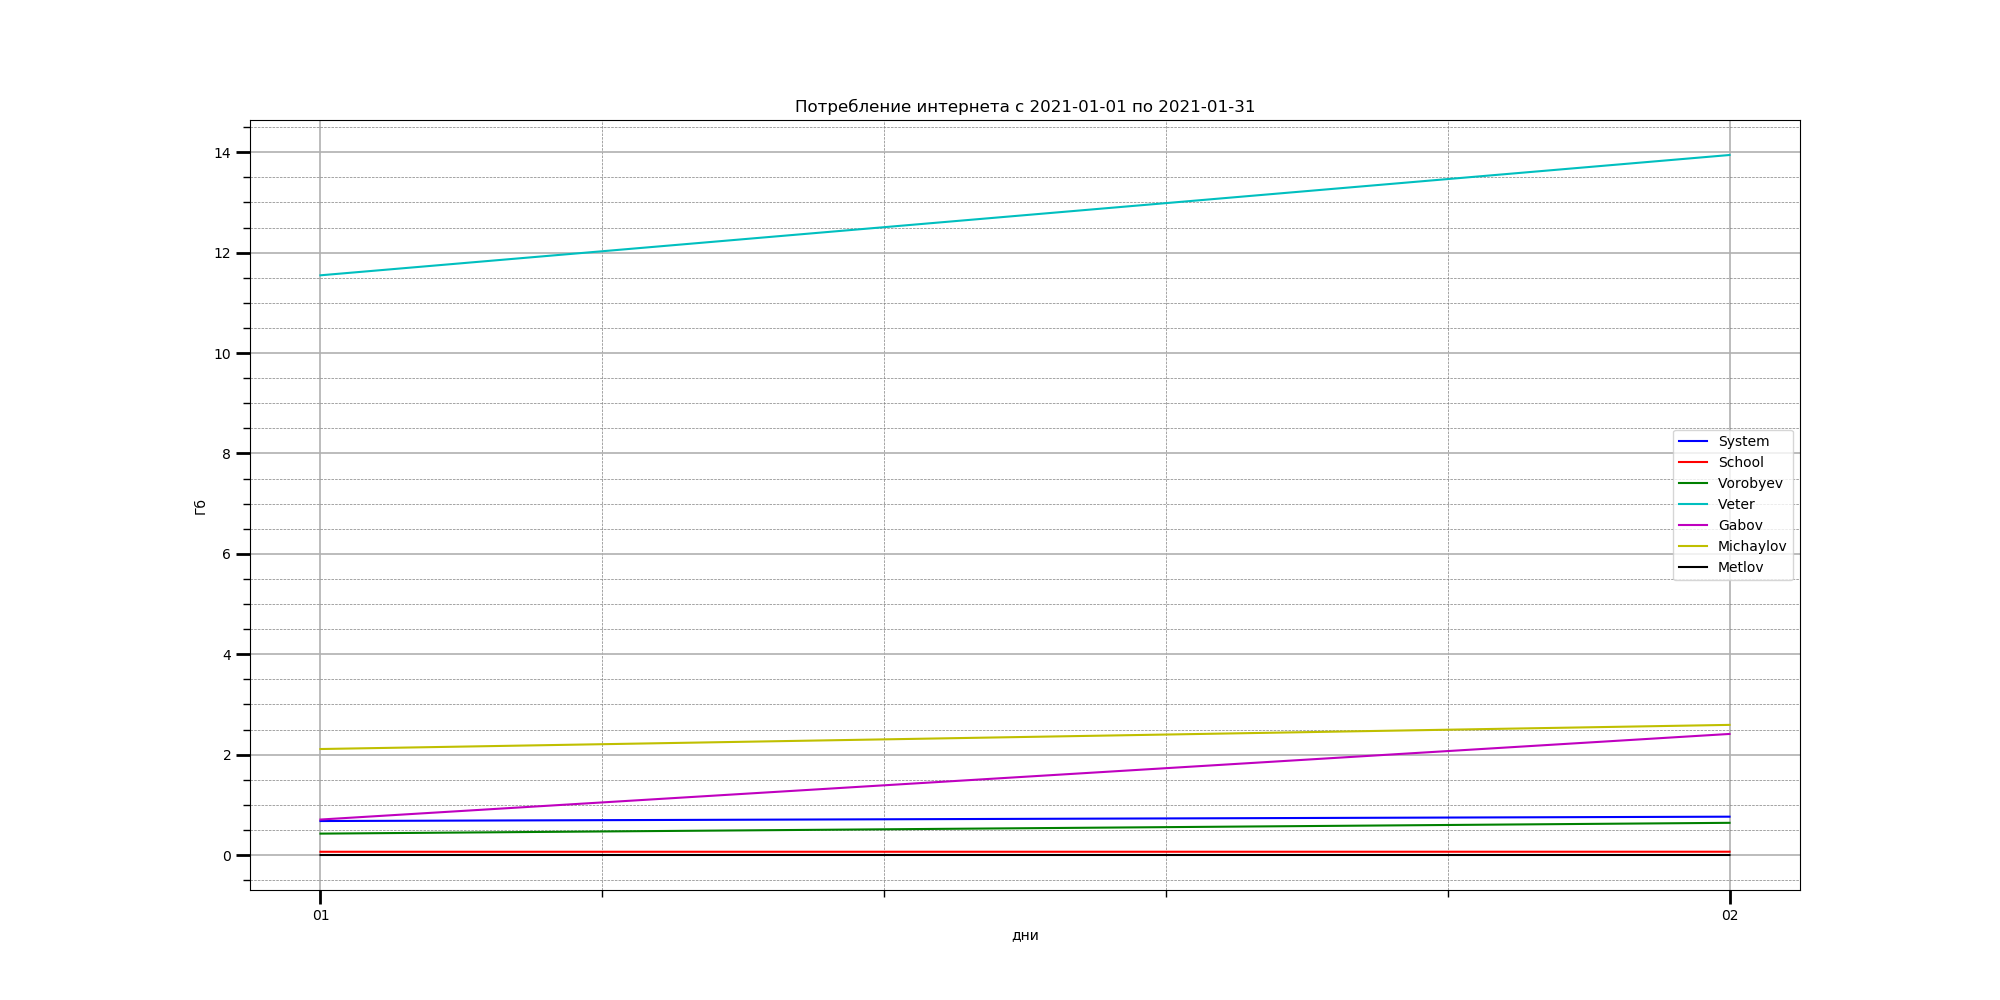 Потребление интернета с 2021-01-01 по 2021-01-31
14
12
10
8
6
4
2
0
Гб
System
School
Vorobyev
Veter
Gabov
Michaylov
Metlov
01
02
дни